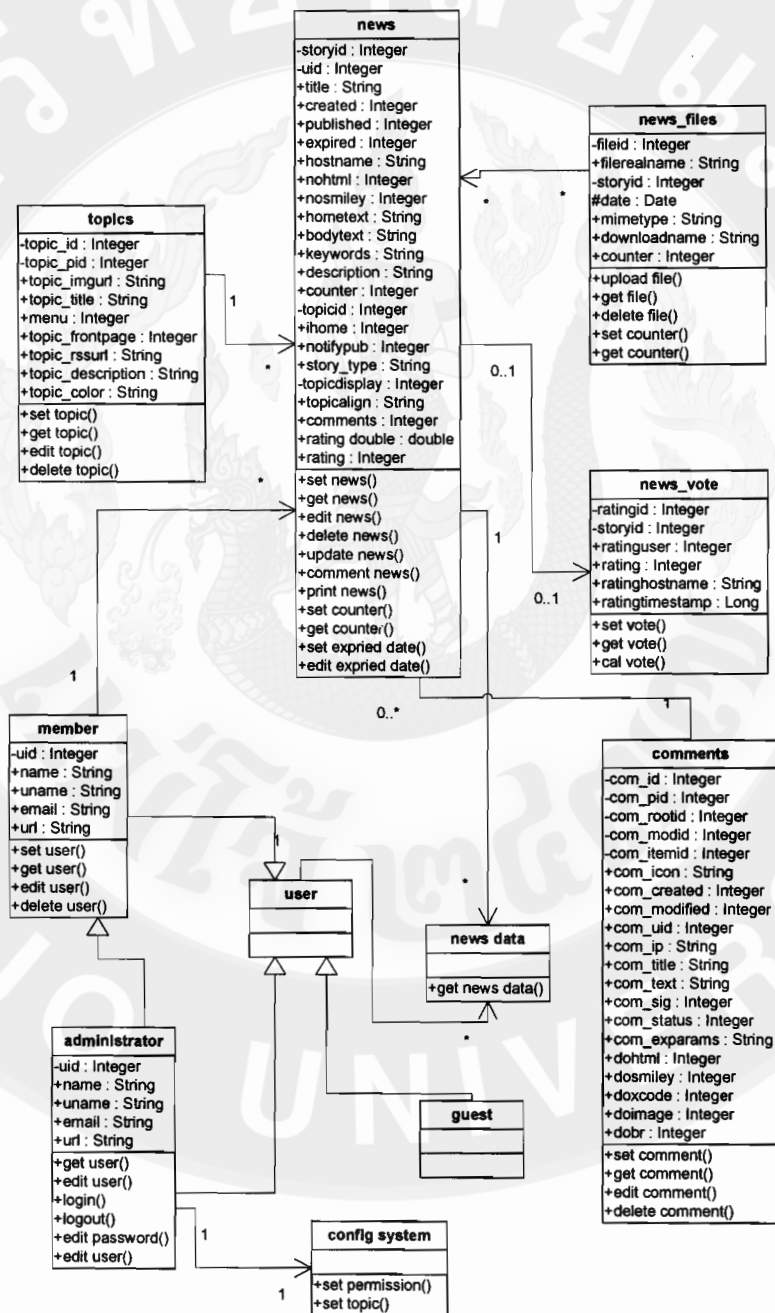 news
-storyid : Integer
-uid : Integer
+title : String
+created : Integer
+published : Integer
+expired : Integer
+hostname : String
+nohtml : Integer
+nosmiley : Integer
+hometext : String
+bodytext : String
+keywords : String
+description : String
+counter : Integer
-topicid : Integer
+ihome : Integer
+notifypub : Integer
+story_type : String
-topicdisplay : Integer
+topicalign : String
+comments : Integer
+rating double : double
+rating : Integer
+set news()
+get news()
+edit news()
+delete news()
+update news()
+comment news()
+print news()
+set counter()
+get counter()
+set expried date()
+edit expried date()
news_files
-fileid : Integer
+filerealname : String
-storyid : Integer
#date : Date
+mimetype : String
+downloadname : String
+counter : Integer
+upload file()
+get file()
+delete file()
+set counter()
+get counter()
* *
topics
-topic_id : Integer
-topic_pid : Integer
+topic_imgurl : String
+topic_title : String
+menu : Integer
+topic_frontpage : Integer
+topic_rssurl : String
+topic_description : String
+topic_color : String
+set topic()
+get topic()
+edit topic()
+delete topic()
1
*
0..1
0..1
news_vote
-ratingid : Integer
-storyid : Integer
+ratinguser : Integer
+rating : Integer
+ratinghostname : String
+ratingtimestamp : Long
+set vote()
+get vote()
+cal vote()
*
1
1
0..*
1
member
-uid : Integer
+name : String
+uname : String
+email : String
+url : String
+set user()
+get user()
+edit user()
+delete user()
comments
-com_id : Integer
-com_pid : Integer
-com_rootid : Integer
-com_modid : Integer
-com_itemid : Integer
+com_icon : String
+com_created : Integer
+com_modified : Integer
+com_uid : Integer
+com_ip : String
+com_title : String
+com_text : String
+com_sig : Integer
+com_status : Integer
+com_exparams : String
+dohtml : Integer
+dosmiley : Integer
+doxcode : Integer
+doimage : Integer
+dobr : Integer
+set comment()
+get comment()
+edit comment()
+delete comment()
1
user
*
news data
+get news data()
*
administrator
-uid : Integer
+name : String
+uname : String
+email : String
+url : String
+get user()
+edit user()
+login()
+logout()
+edit password()
+edit user()
guest
1
1
config system
+set permission()
+set topic()